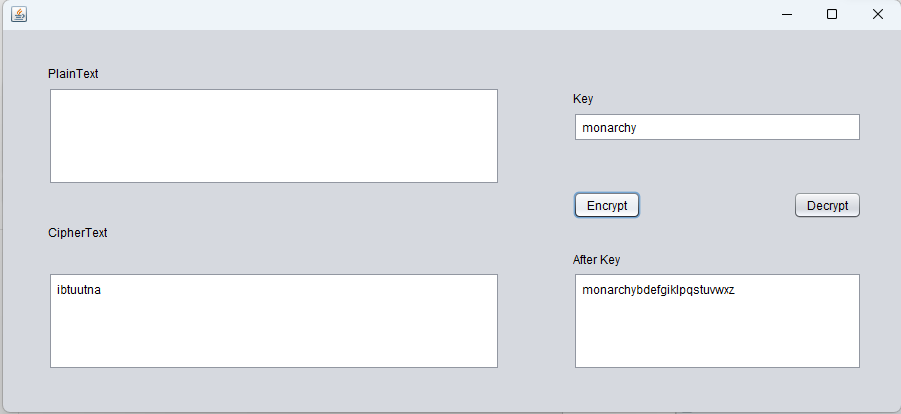 PlainText
Key
monarchy
Encrypt
Decrypt
CipherText
After Key
ibtuutna
monarchybdefgiklpqstuvwxz